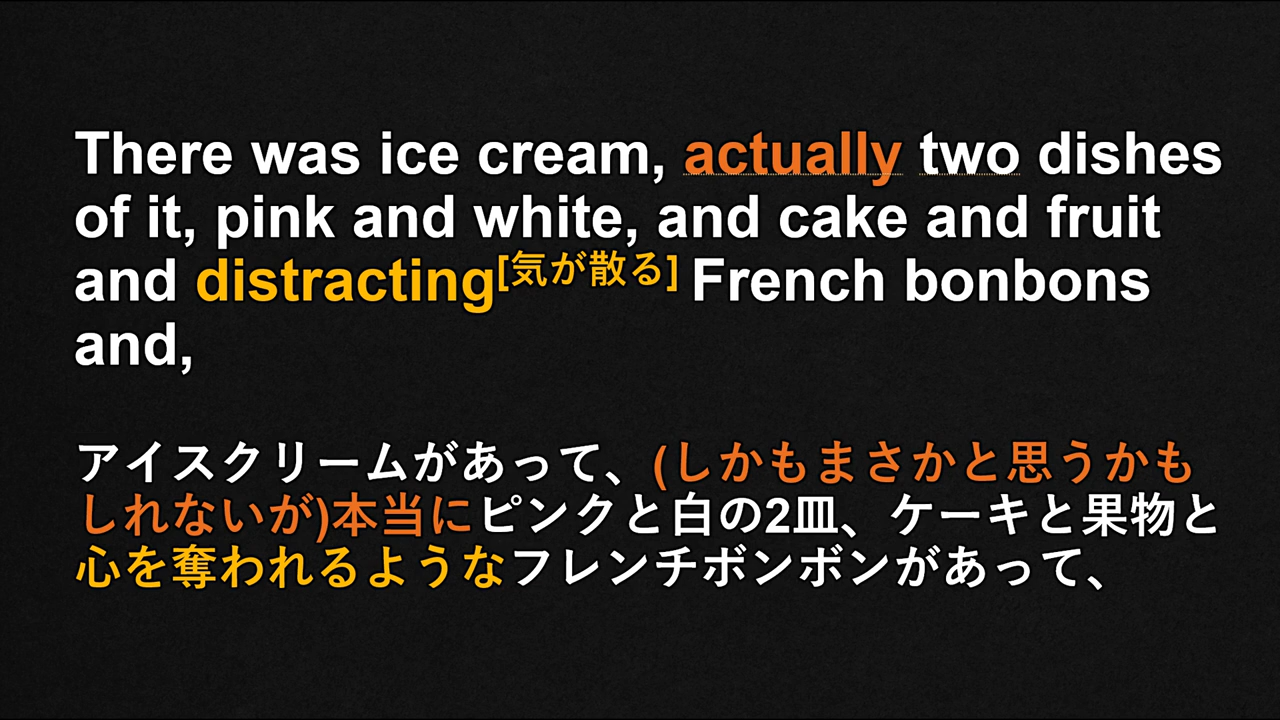 There was ice cream, actually two dishes
of it, pink and white, and cake and fruit
and distracting[気が散る] French bonbons
and,
アイスクリームがあって、(しかもまさかと思うかも
しれないが)本当にピンクと白の2皿、ケーキと果物と
心を奪われるようなフレンチボンボンがあって、